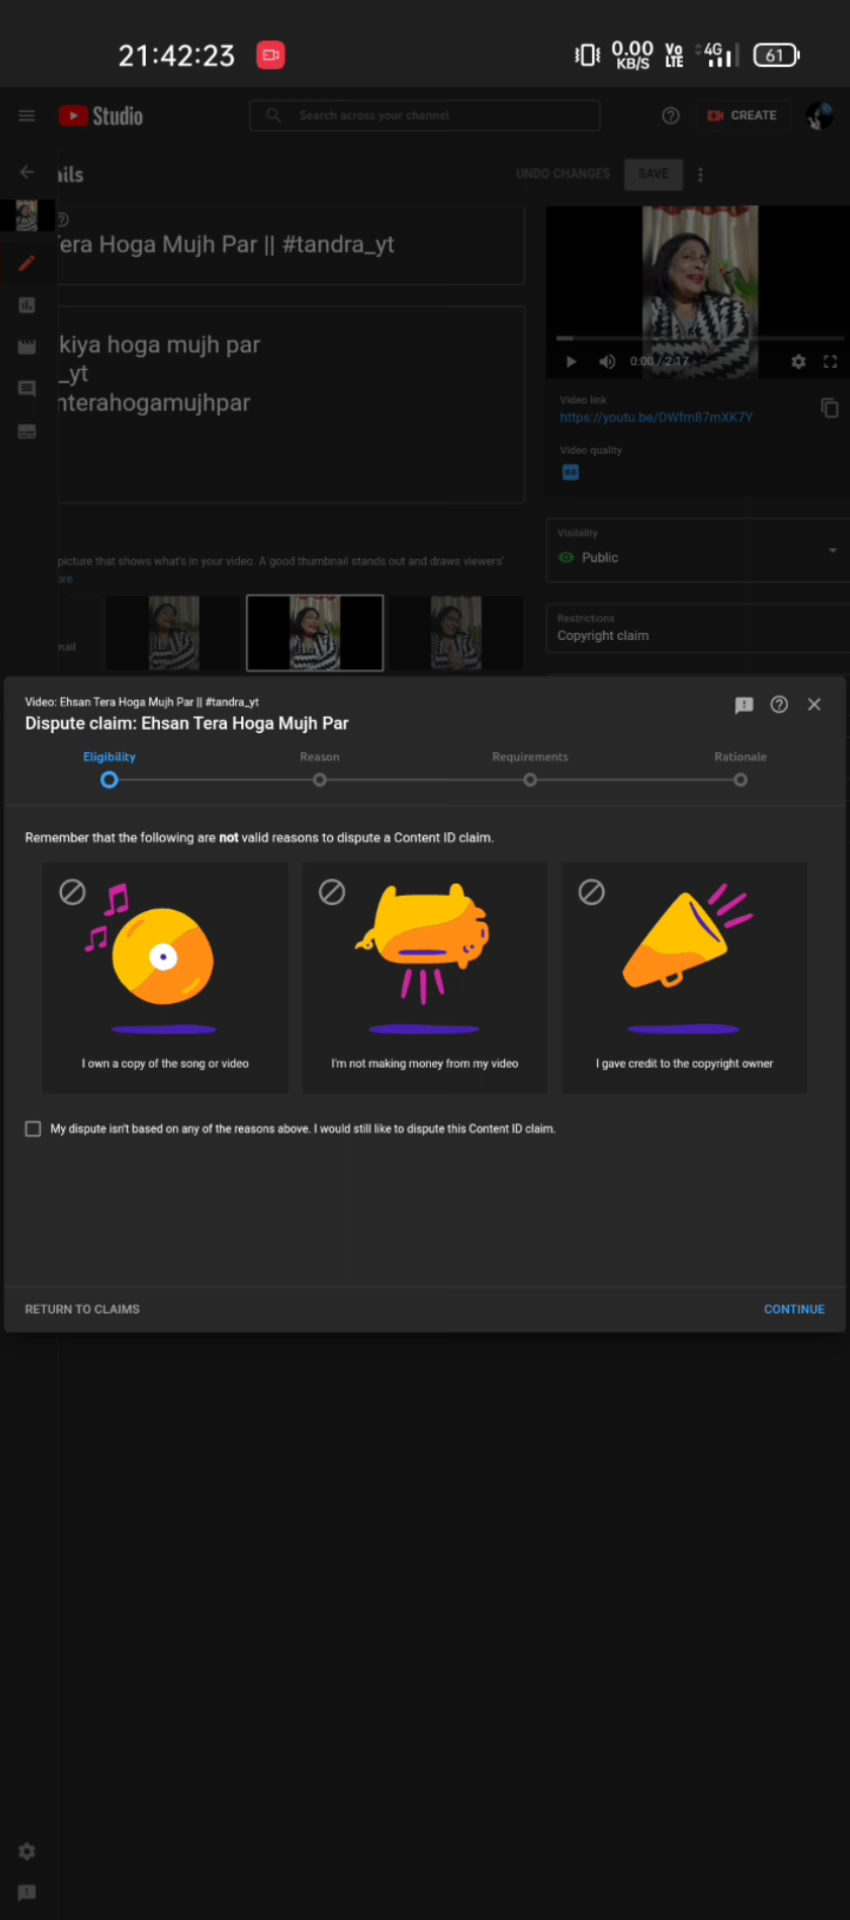 21:42:23
0.00 KB/S
Vo LTE
4G
61
Studio
Search across your channel
CREATE
ils
UNDO CHANGES
SAVE
Tera Hoga Mujh Par || #tandra_yt
kiya hoga mujh par
_yt
terahogamujhpar
0:00 / 2:17
Video link
https://youtu.be/DWfm87mXK7Y
Video quality
Visibility
Public
picture that shows what's in your video. A good thumbnail stands out and draws viewers'
ore
nail
Restrictions
Copyright claim
Video: Ehsan Tera Hoga Mujh Par || #tandra_yt
Dispute claim: Ehsan Tera Hoga Mujh Par
Eligibility
Reason
Requirements
Rationale
Remember that the following are not valid reasons to dispute a Content ID claim.
I own a copy of the song or video
I'm not making money from my video
I gave credit to the copyright owner
My dispute isn't based on any of the reasons above. I would still like to dispute this Content ID claim.
RETURN TO CLAIMS
CONTINUE